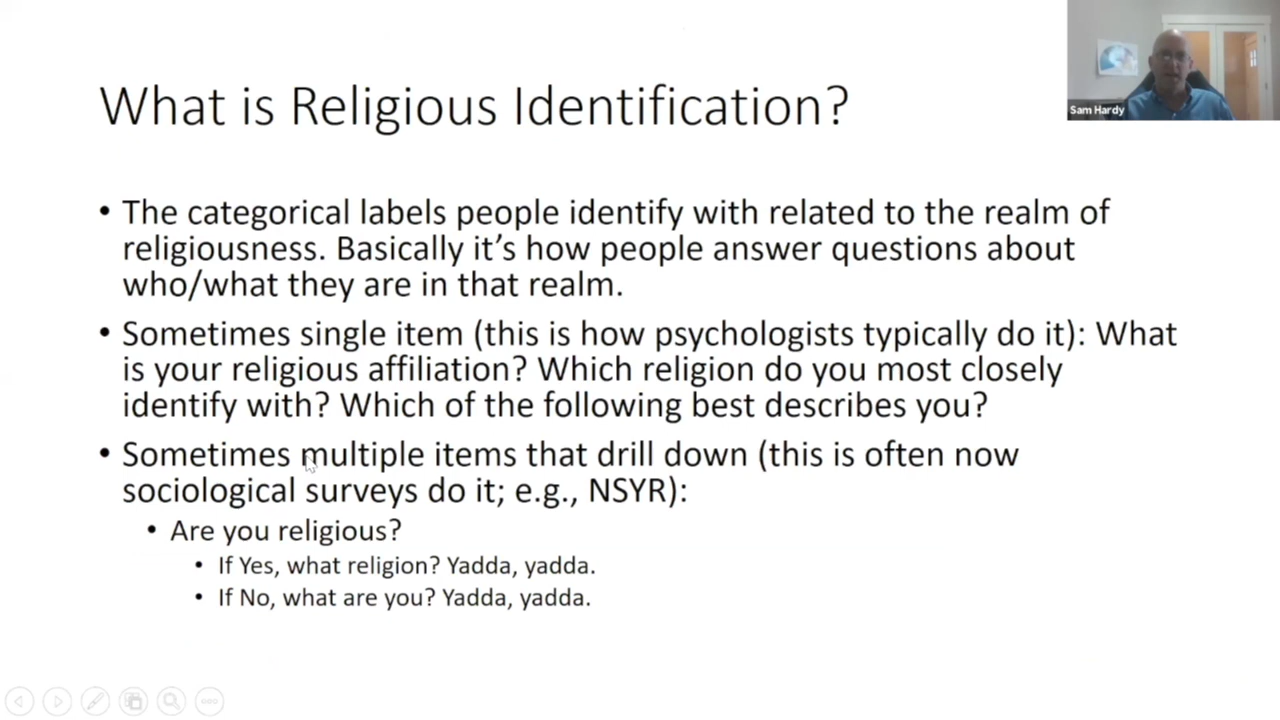 What is Religious Identification?
Sam Hardy
• The categorical labels people identify with related to the realm of
religiousness. Basically it's how people answer questions about
who/what they are in that realm.
• Sometimes single item (this is how psychologists typically do it): What
is your religious affiliation? Which religion do you most closely
identify with? Which of the following best describes you?
• Sometimes multiple items that drill down (this is often now
sociological surveys do it; e.g., NSYR):
• Are you religious?
• If Yes, what religion? Yadda, yadda.
• If No, what are you? Yadda, yadda.